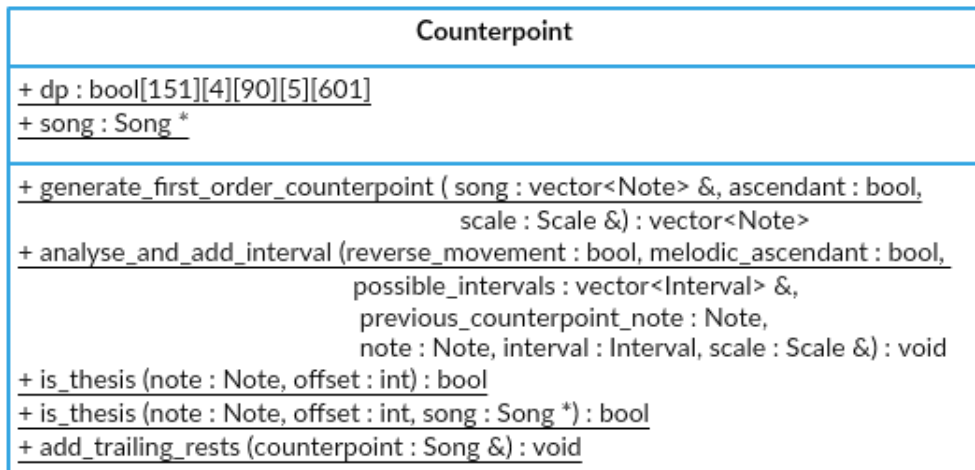 Counterpoint
+ dp : bool[151][4][90][5][601]
+ song : Song *
+ generate_first_order_counterpoint ( song : vector<Note> &, ascendant : bool,
scale : Scale &) : vector<Note>
+ analyse_and_add_interval (reverse_movement : bool, melodic_ascendant : bool,
possible_intervals : vector<Interval> &,
previous_counterpoint_note : Note,
note : Note, interval : Interval, scale : Scale &) : void
+ is_thesis (note : Note, offset : int) : bool
+ is_thesis (note : Note, offset : int, song : Song *) : bool
+ add_trailing_rests (counterpoint : Song &) : void